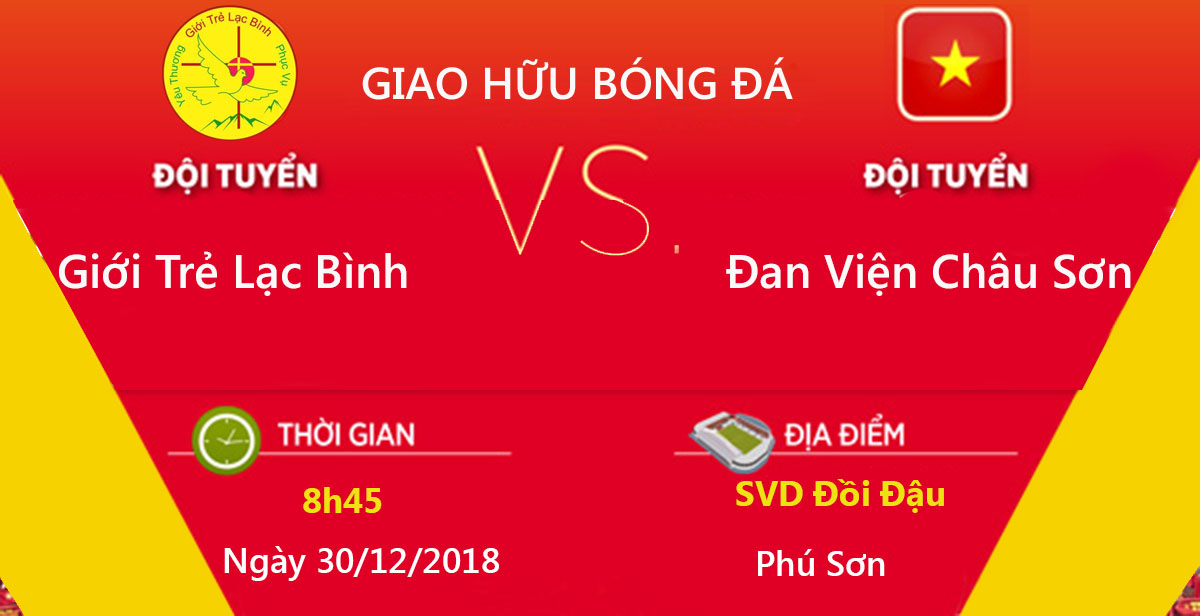 Giới Trẻ Lạc Bình
Yêu Thương
Phục Vụ
GIAO HỮU BÓNG ĐÁ
ĐỘI TUYỂN
VS.
ĐỘI TUYỂN
Giới Trẻ Lạc Bình
Đan Viện Châu Sơn
THỜI GIAN
ĐỊA ĐIỂM
8h45
SVD Đồi Đậu
Ngày 30/12/2018
Phú Sơn